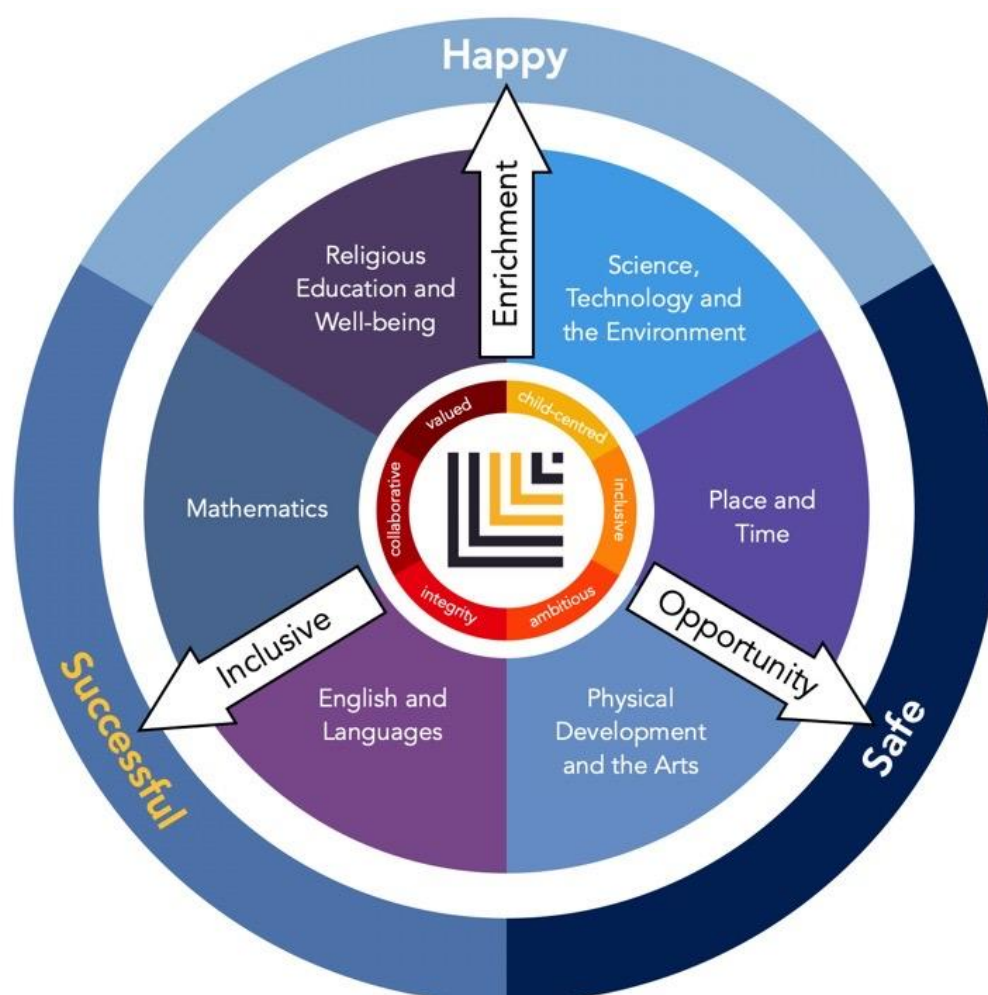 Happy
Enrichment
Religious
Education and
Well-being
Science,
Technology and
the Environment
valued
child-centred
collaborative
inclusive
integrity
ambitious
Mathematics
Place and
Time
Inclusive
Opportunity
English and
Languages
Physical
Development
and the Arts
Successful
Safe